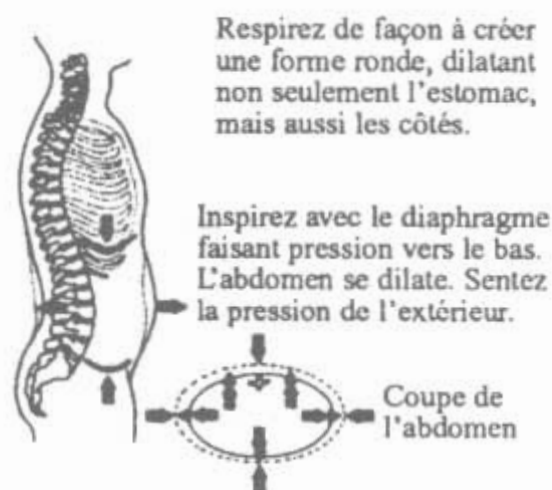 Respirez de façon à créer
une forme ronde, dilatant
non seulement l'estomac,
mais aussi les côtés.
Inspirez avec le diaphragme
faisant pression vers le bas.
L'abdomen se dilate. Sentez
la pression de l'extérieur.
Coupe de
l'abdomen